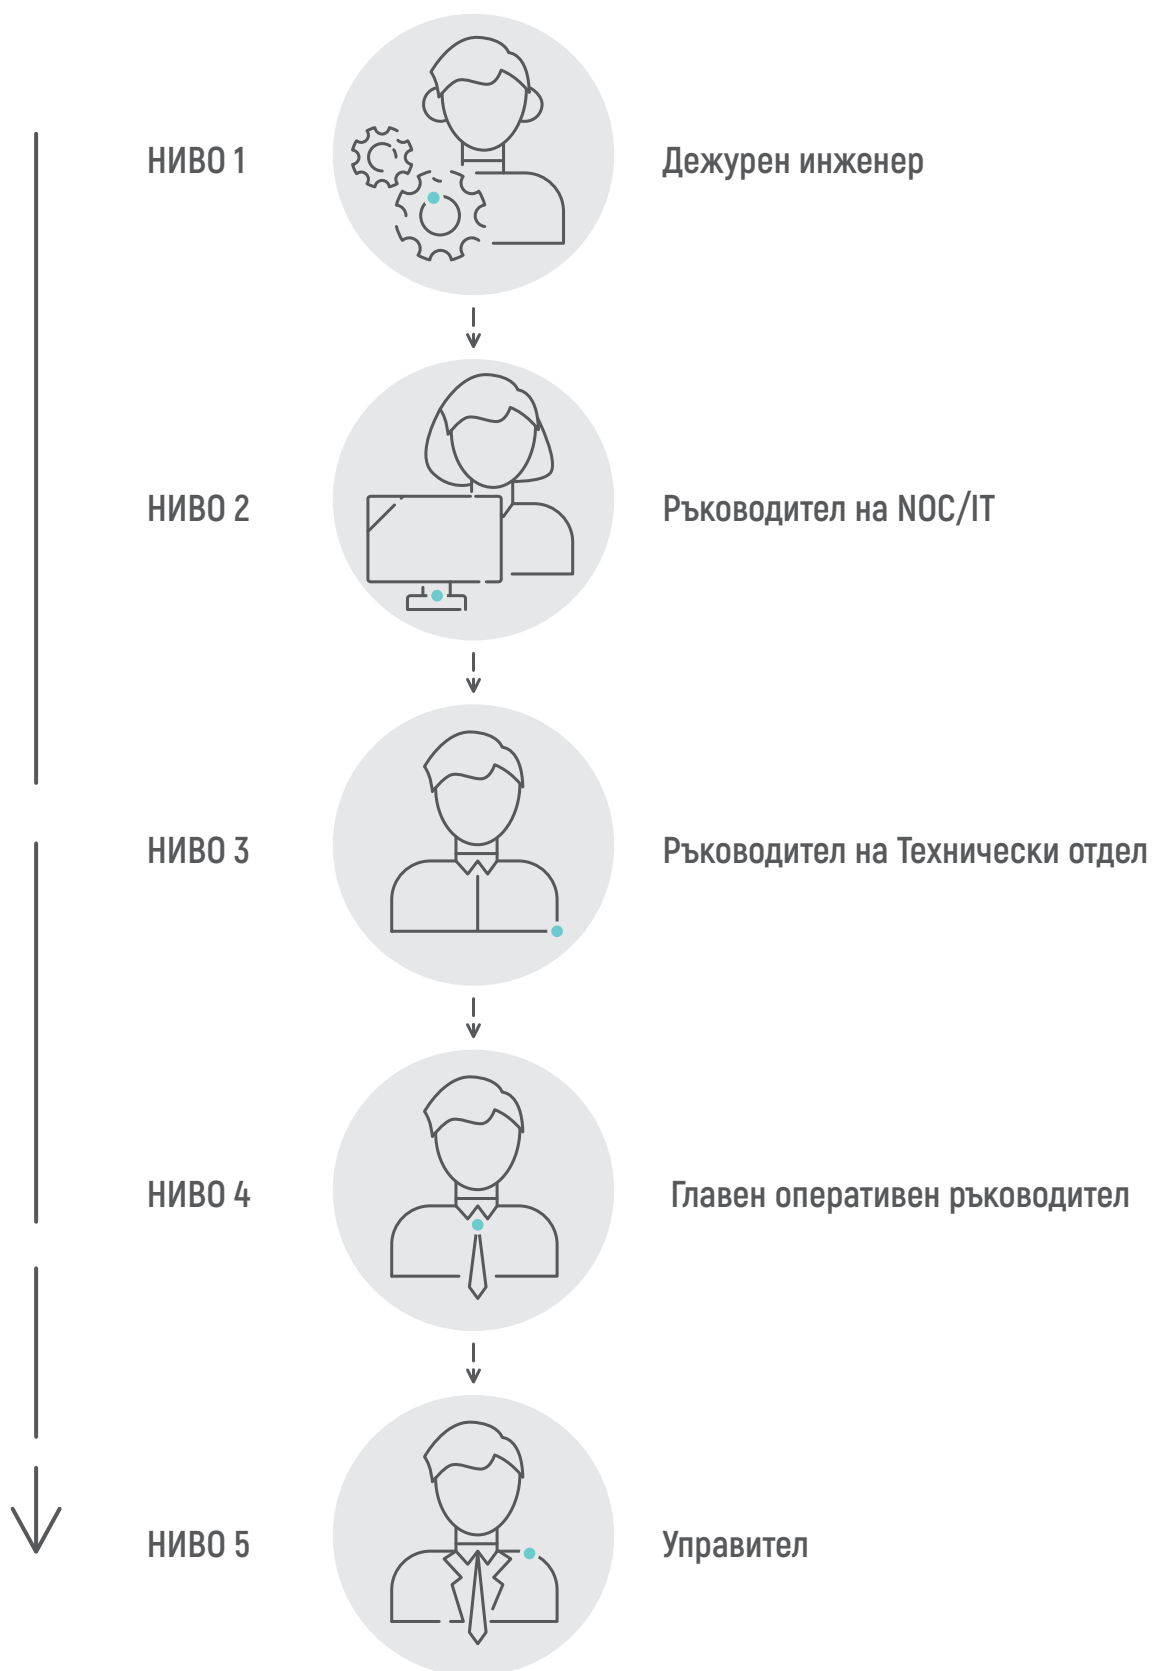 НИВО 1
Дежурен инженер
НИВО 2
Ръководител на NOC/IT
НИВО 3
Ръководител на Технически отдел
НИВО 4
Главен оперативен ръководител
НИВО 5
Управител